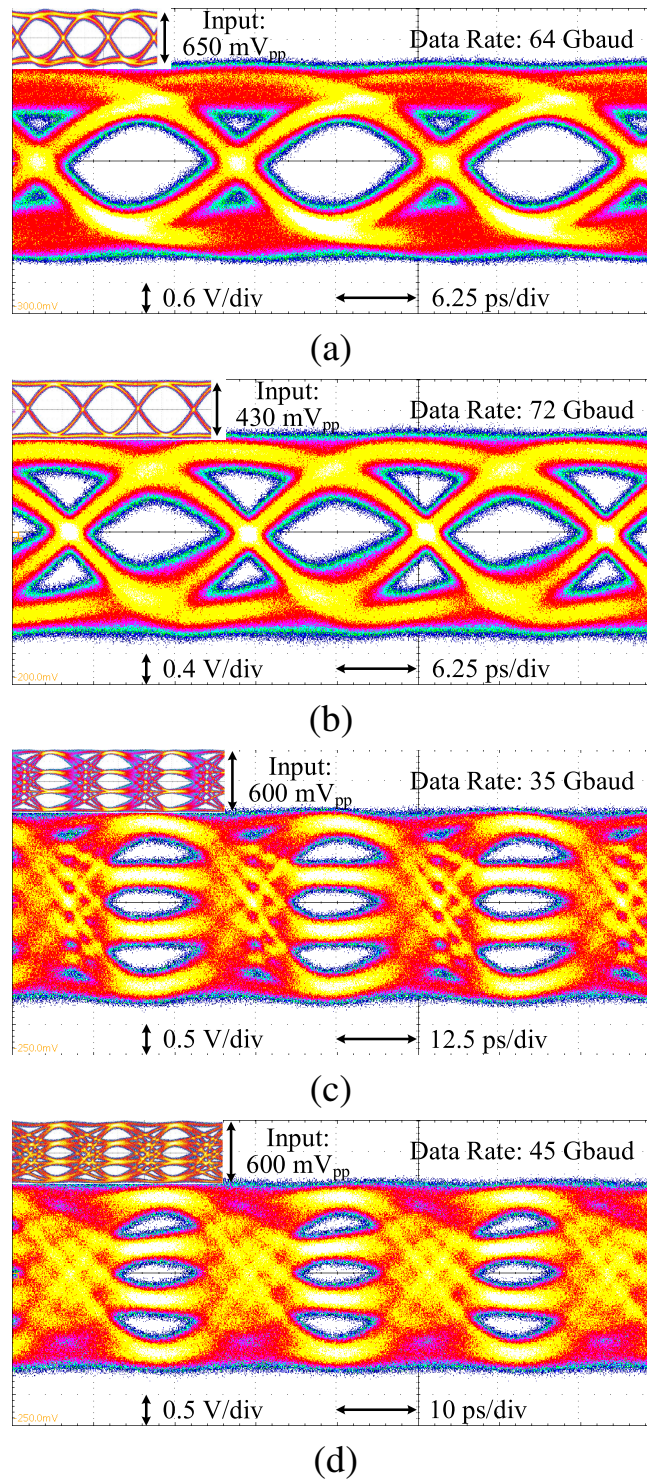 Input:
650 mVpp
Data Rate: 64 Gbaud
300.0mV
0.6 V/div
6.25 ps/div
(a)
Input:
430 mVpp
Data Rate: 72 Gbaud
200.0mV
0.4 V/div
6.25 ps/div
(b)
Input:
600 mVpp
Data Rate: 35 Gbaud
250.0mV
0.5 V/div
12.5 ps/div
(c)
Input:
600 mVpp
Data Rate: 45 Gbaud
250.0mV
0.5 V/div
10 ps/div
(d)